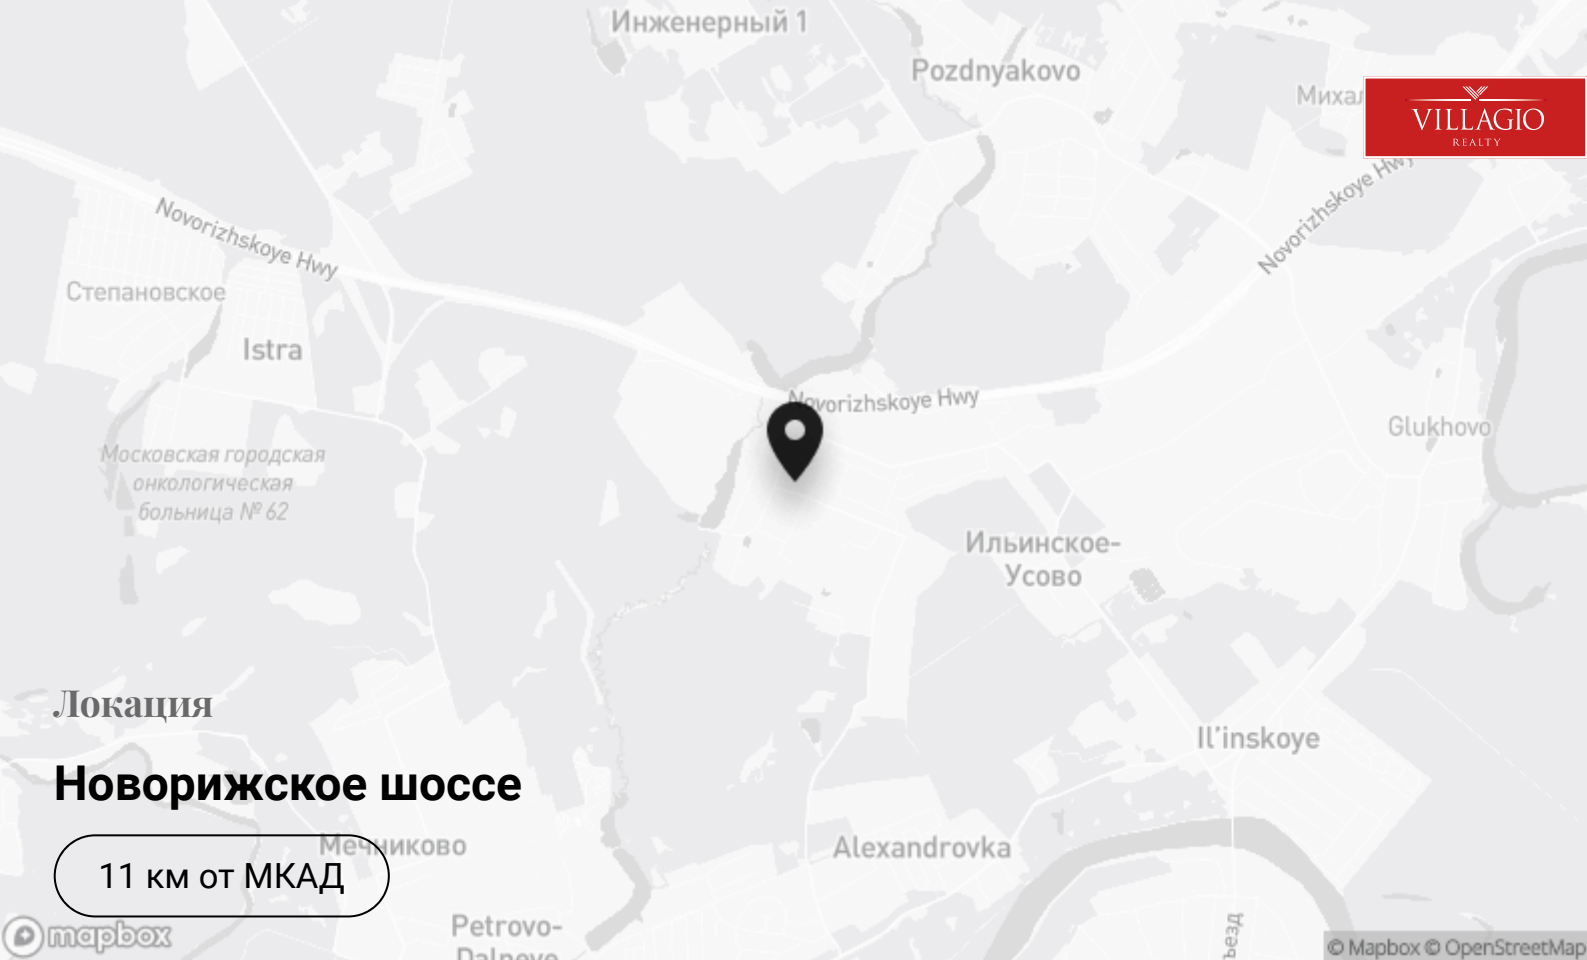 Инженерный 1
Pozdnyakovo
VILLAGIO
REALTY
Novorizhskoye Hwy
Novorizhskoye Hwy
Степановское
Istra
Novorizhskoye Hwy
Glukhovo
Московская городская
онкологическая
больница № 62
Ильинское-
Усово
Локация
Il'inskoye
Новорижское шоссе
Мечниково
Alexandrovka
11 км от МКАД
Petrovo-
Dalneye
mapbox
© Mapbox © OpenStreetMap